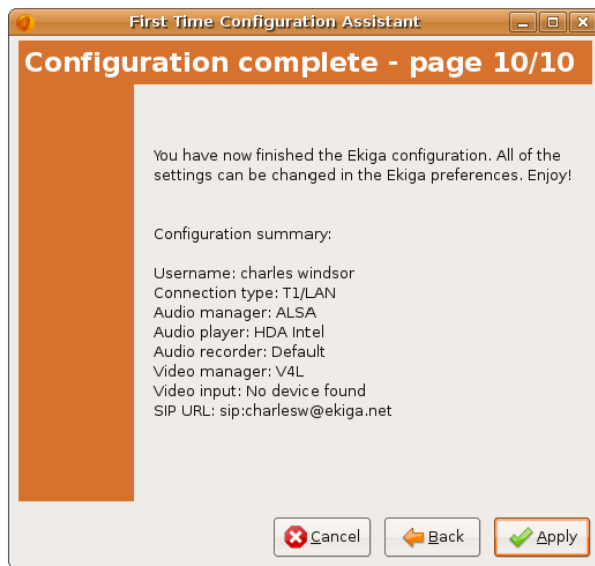 First Time Configuration Assistant
Configuration complete - page 10/10
You have now finished the Ekiga configuration. All of the
settings can be changed in the Ekiga preferences. Enjoy!
Configuration summary:
Username: charles windsor
Connection type: T1/LAN
Audio manager: ALSA
Audio player: HDA Intel
Audio recorder: Default
Video manager: V4L
Video input: No device found
SIP URL: sip:charlesw@ekiga.net
Cancel
Back
Apply